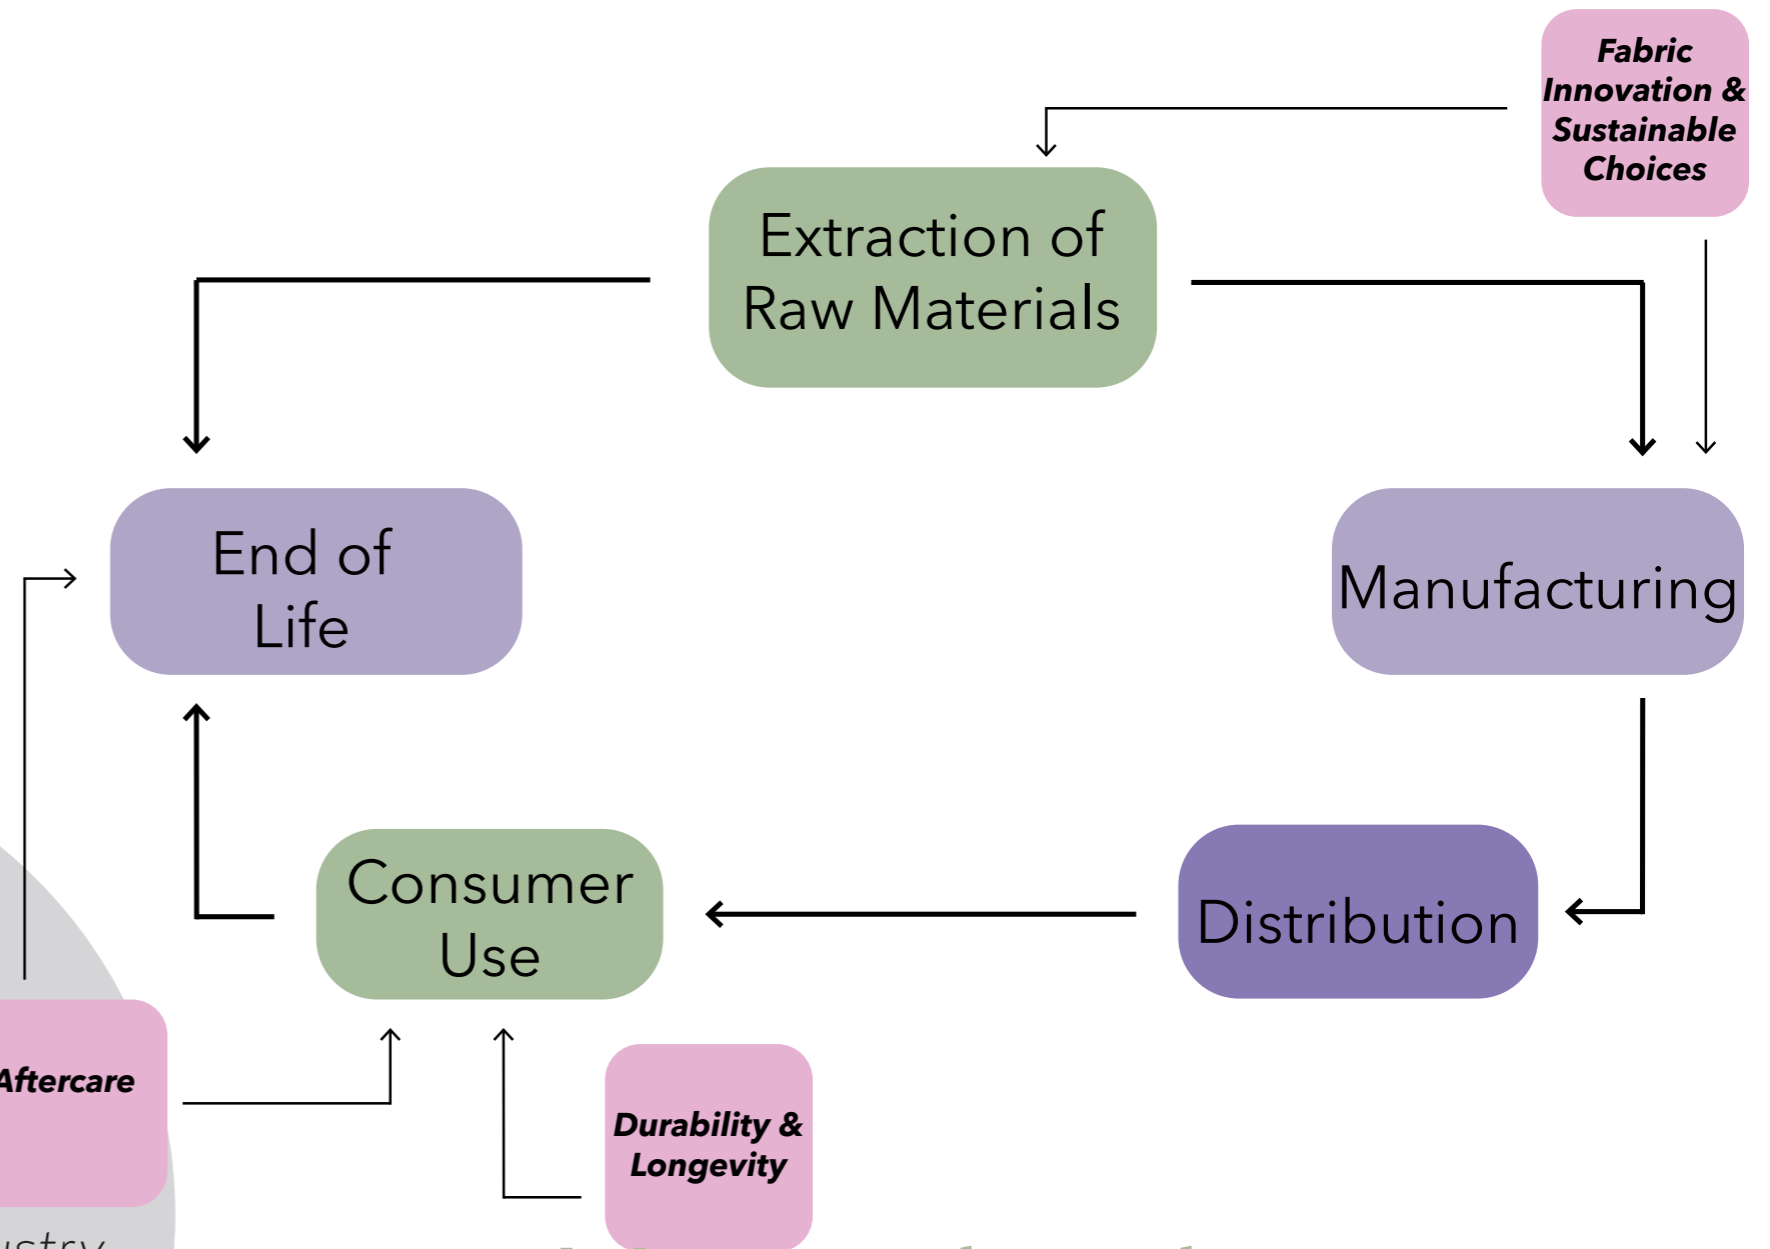 Fabric
Innovation &
Sustainable
Choices
Extraction of
Raw Materials
End of
Life
Manufacturing
Consumer
Use
Distribution
Aftercare
Durability &
Longevity